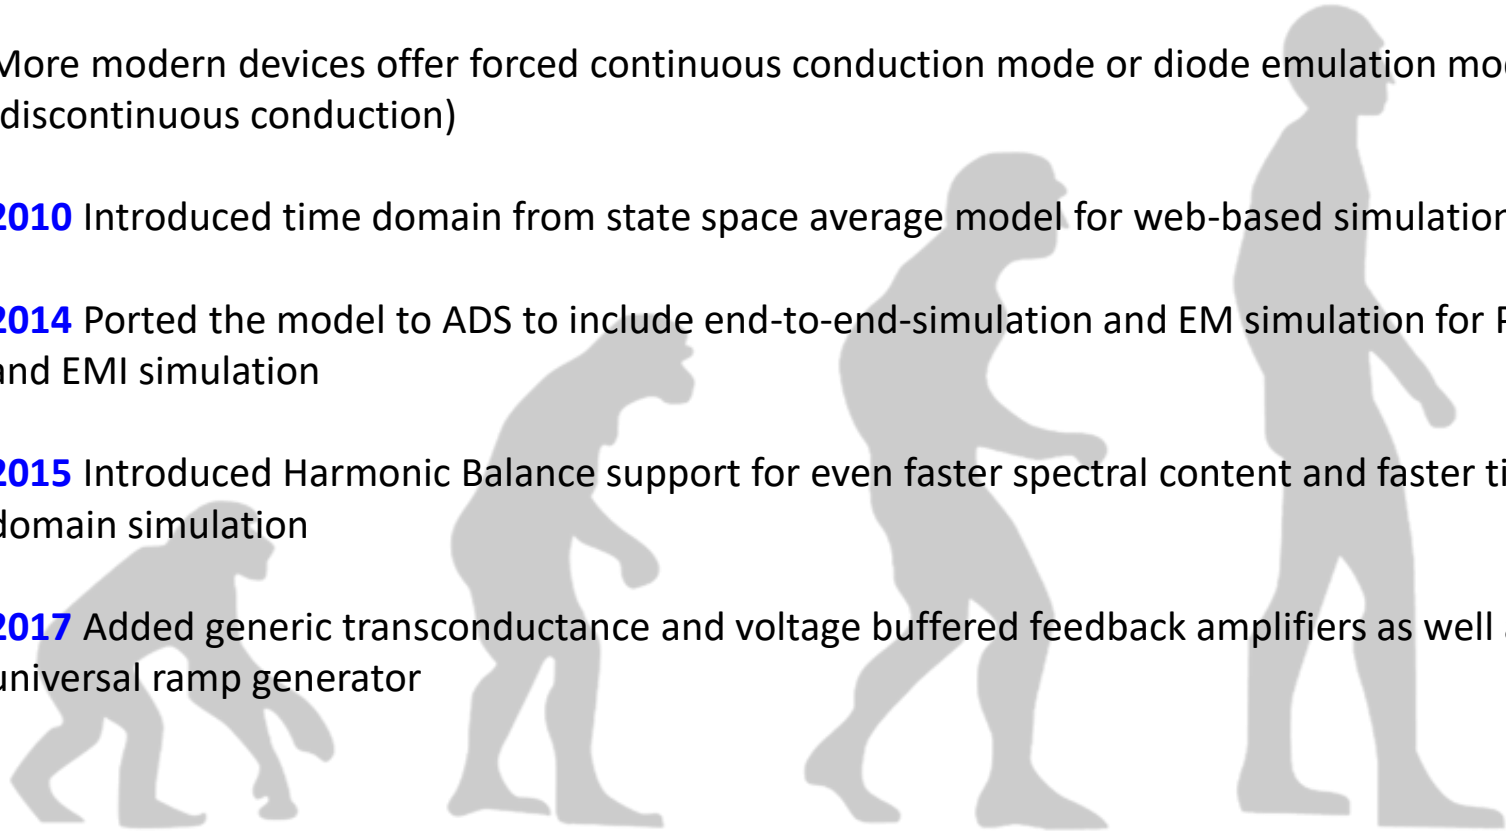 More modern devices offer forced continuous conduction mode or diode emulation mo
discontinuous conduction)
2010 Introduced time domain from state space average model for web-based simulation
2014 Ported the model to ADS to include end-to-end-simulation and EM simulation for
and EMI simulation
2015 Introduced Harmonic Balance support for even faster spectral content and faster ti
domain simulation
2017 Added generic transconductance and voltage buffered feedback amplifiers as well
universal ramp generator